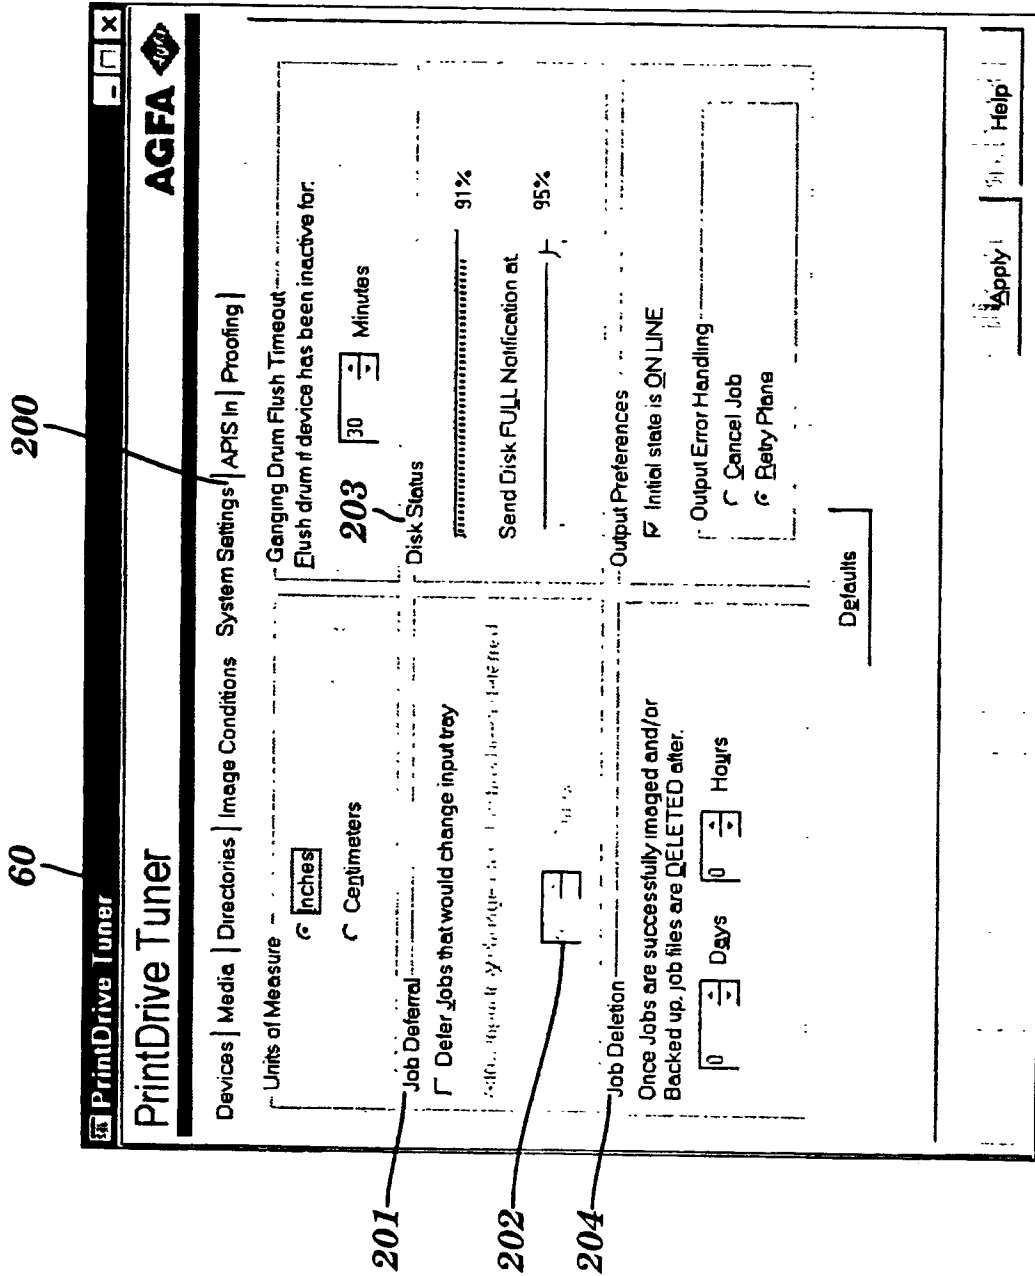 60
200
PrintDrive Tuner
PrintDrive Tuner
AGFA
Devices | Media | Directories | Image Conditions System Settings | APIS In | Proofing |
Units of Measure
Inches
Centimeters
201
Job Deferral
Defer Jobs that would change input tray
202
204
Job Deletion
Once Jobs are successfully imaged and/or
Backed up, job files are DELETED after.
0 Days 0 Hours
Ganging Drum Flush Timeout
Flush drum if device has been inactive for:
30 Minutes
203
Disk Status
91%
Send Disk FULL Notification at
95%
Output Preferences
Initial state is ON LINE
Output Error Handling
Cancel Job
Retry Plane
Defaults
Apply
Help